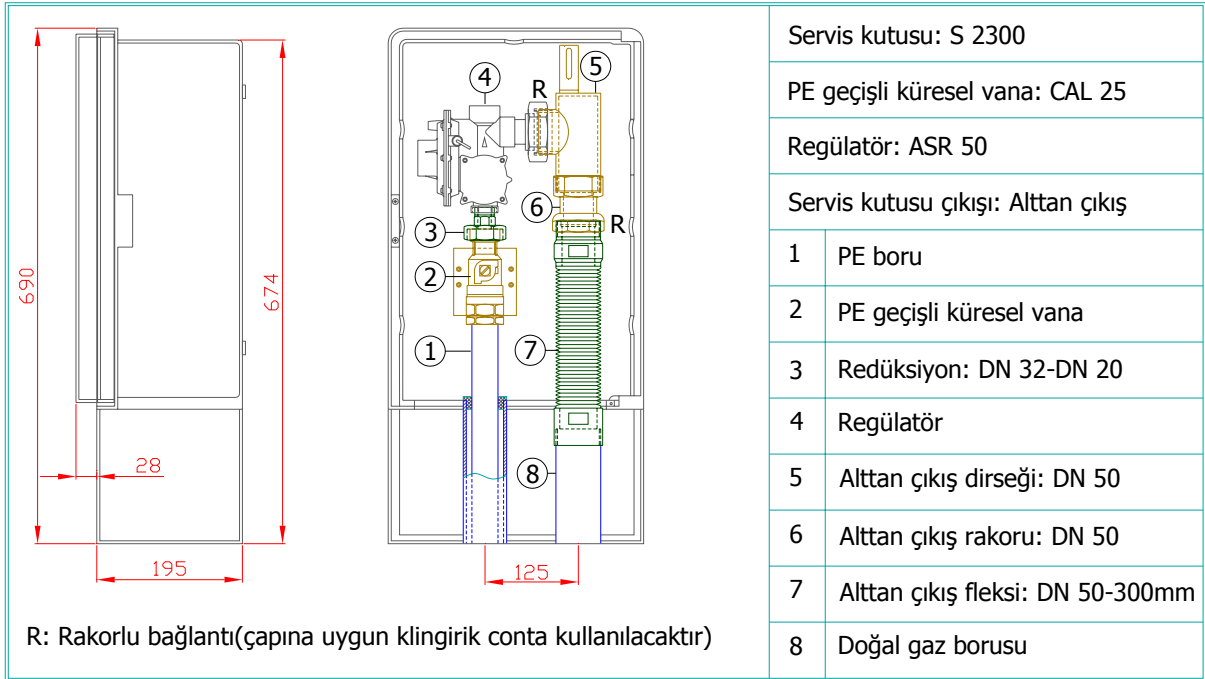 690
28
195
674
4
5
R
6
R
3
2
1
7
8
125
R: Rakorlu bağlantı(çapına uygun klingirik conta kullanılacaktır)
Servis kutusu: S 2300
PE geçişli küresel vana: CAL 25
Regülatör: ASR 50
Servis kutusu çıkışı: Alttan çıkış
1 PE boru
2 PE geçişli küresel vana
3 Redüksiyon: DN 32-DN 20
4 Regülatör
5 Alttan çıkış dirseği: DN 50
6 Alttan çıkış rakoru: DN 50
7 Alttan çıkış fleksi: DN 50-300mm
8 Doğal gaz borusu